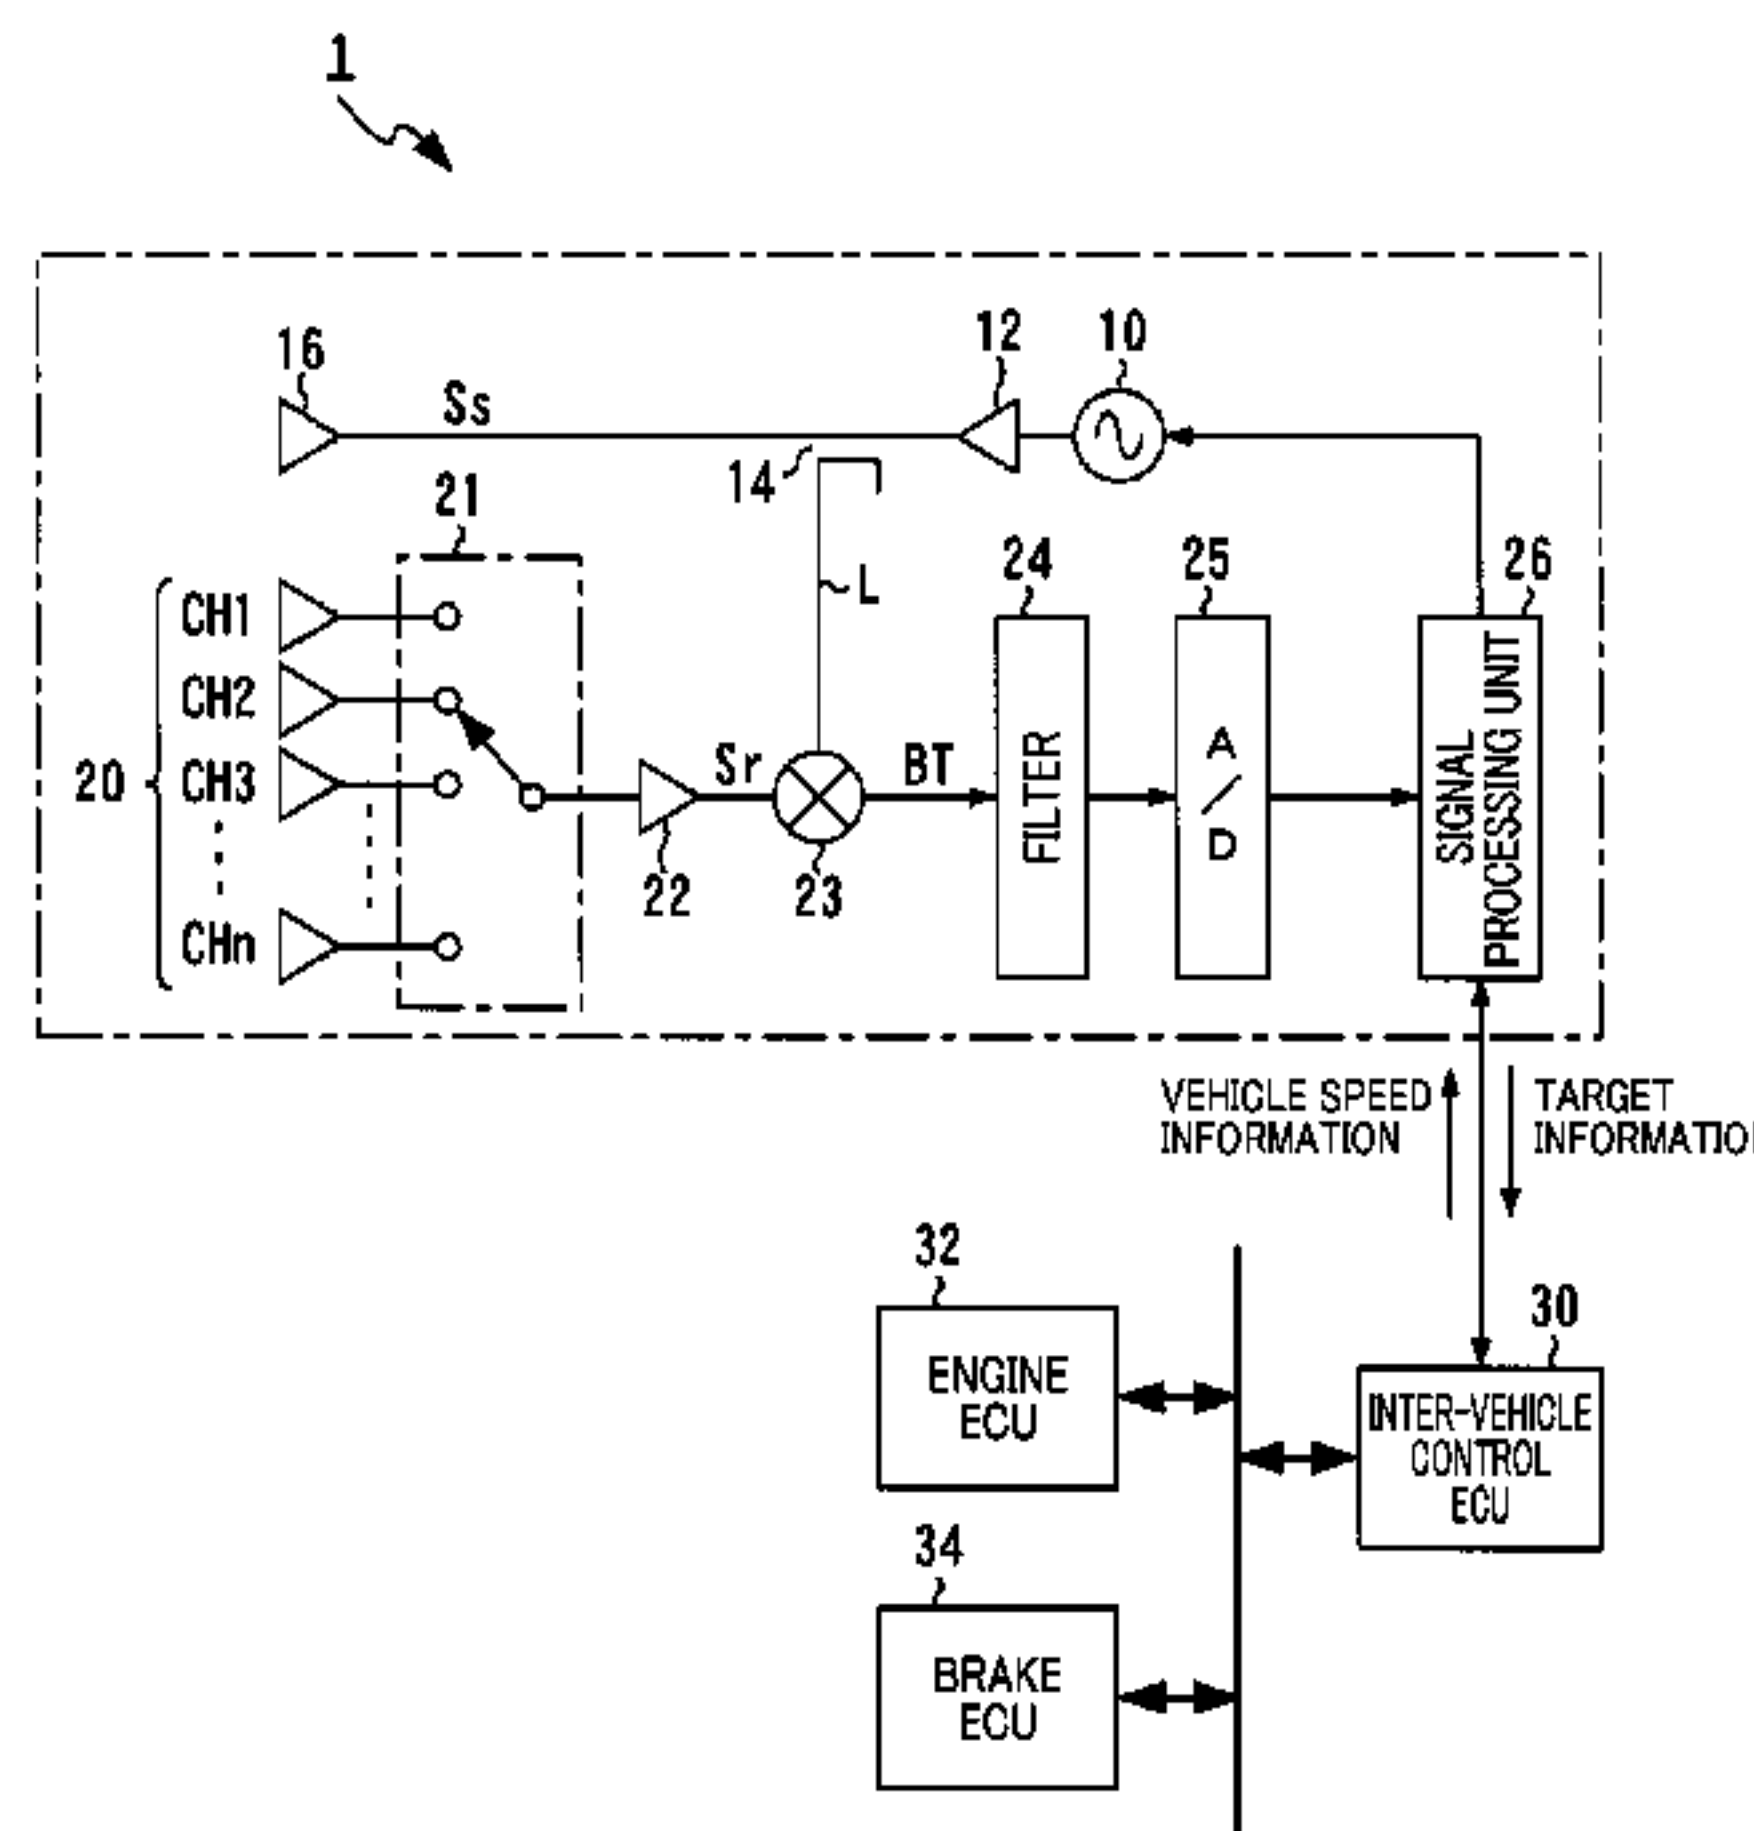 1
12
10
16
Ss
14
21
24
25
26
L
CH1
CH2
20
CH3
CHn
Sr
BT
22
23
FILTER
A/D
SIGNAL
PROCESSING UNIT
VEHICLE SPEED
INFORMATION
TARGET
INFORMATIO
32
30
ENGINE
ECU
INTER-VEHICLE
CONTROL
ECU
34
BRAKE
ECU